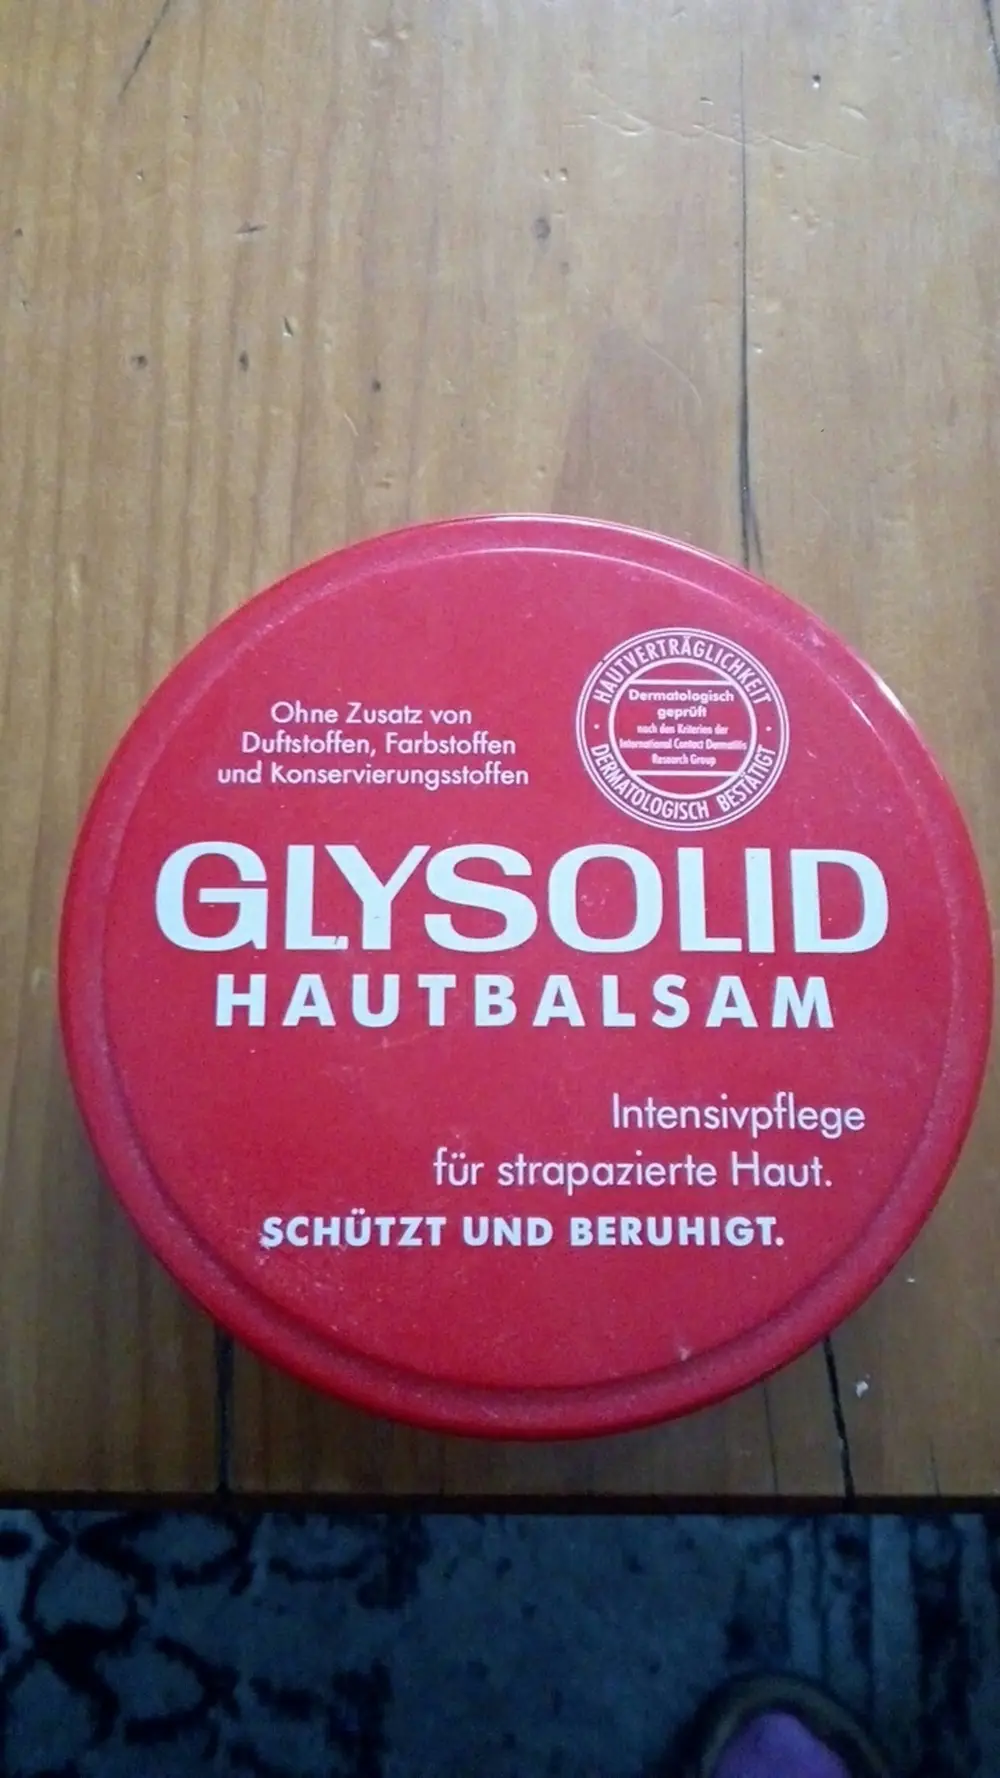 Ohne Zusatz von
Duftstoffen, Farbstoffen
und Konservierungsstoffen
HAUTVERTRÄGLICHKEIT
Dermatologisch
geprüft
nach den Kriterien der
International Contact Dermatitis
Research Group
DERMATOLOGISCH BESTÄTIGT
GLYSOLID
HAUTBALSAM
Intensivpflege
für strapazierte Haut.
SCHÜTZT UND BERUHIGT.